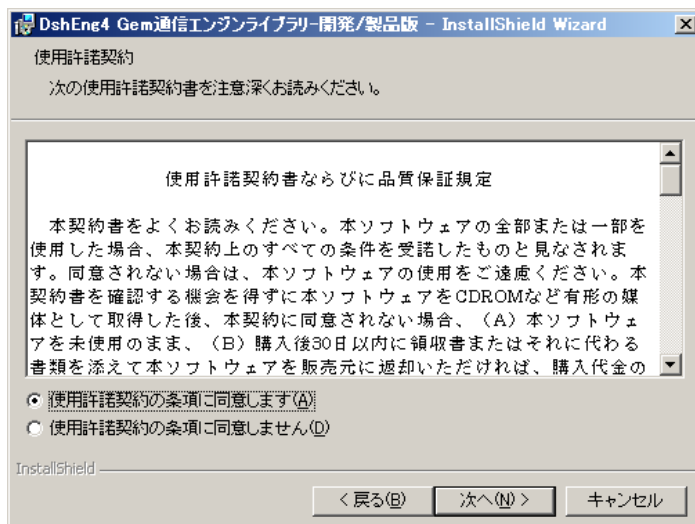 DshEng4 Gem通信エンジンライブラリ-開発/製品版 - InstallShield Wizard
使用許諾契約
次の使用許諾契約書を注意深くお読みください。
使用許諾契約書ならびに品質保証規定
本契約書をよくお読みください。本ソフトウェアの全部または一部を
使用した場合、本契約上のすべての条件を受諾したものと見なされま
す。同意されない場合は、本ソフトウェアの使用をご遠慮ください。本
契約書を確認する機会を得ずに本ソフトウェアをCDROMなど有形の媒
体として取得した後、本契約に同意されない場合、（A）本ソフトウェ
アを未使用のまま、（B）購入後30日以内に領収書またはそれに代わる
書類を添えて本ソフトウェアを販売元に返却いただければ、購入代金の
使用許諾契約の条項に同意します(A)
使用許諾契約の条項に同意しません(D)
InstallShield
< 戻る(B) 次へ(N) > キャンセル